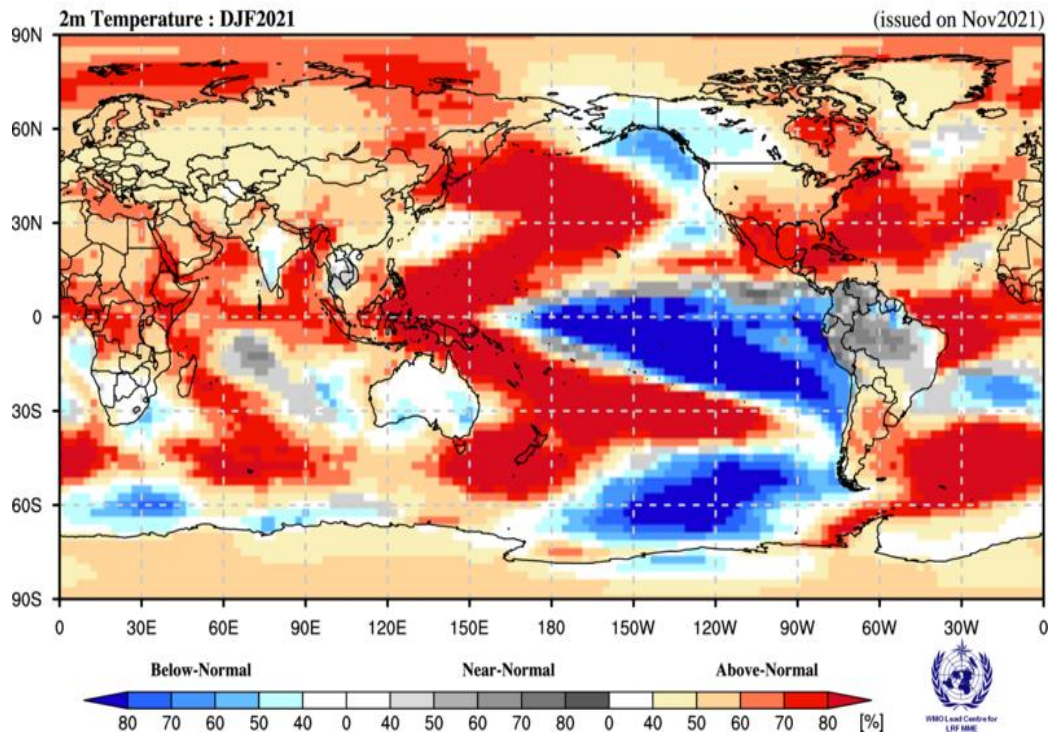 2m Temperature : DJF2021 (issued on Nov2021)
90N
60N
30N
0
30S
60S
90S
0 30E 60E 90E 120E 150E 180 150W 120W 90W 60W 30W 0
Below-Normal Near-Normal Above-Normal
80 70 60 50 40 0 40 50 60 70 80 0 40 50 60 70 80 [%]
WMO Lead Centre for
LRF MME